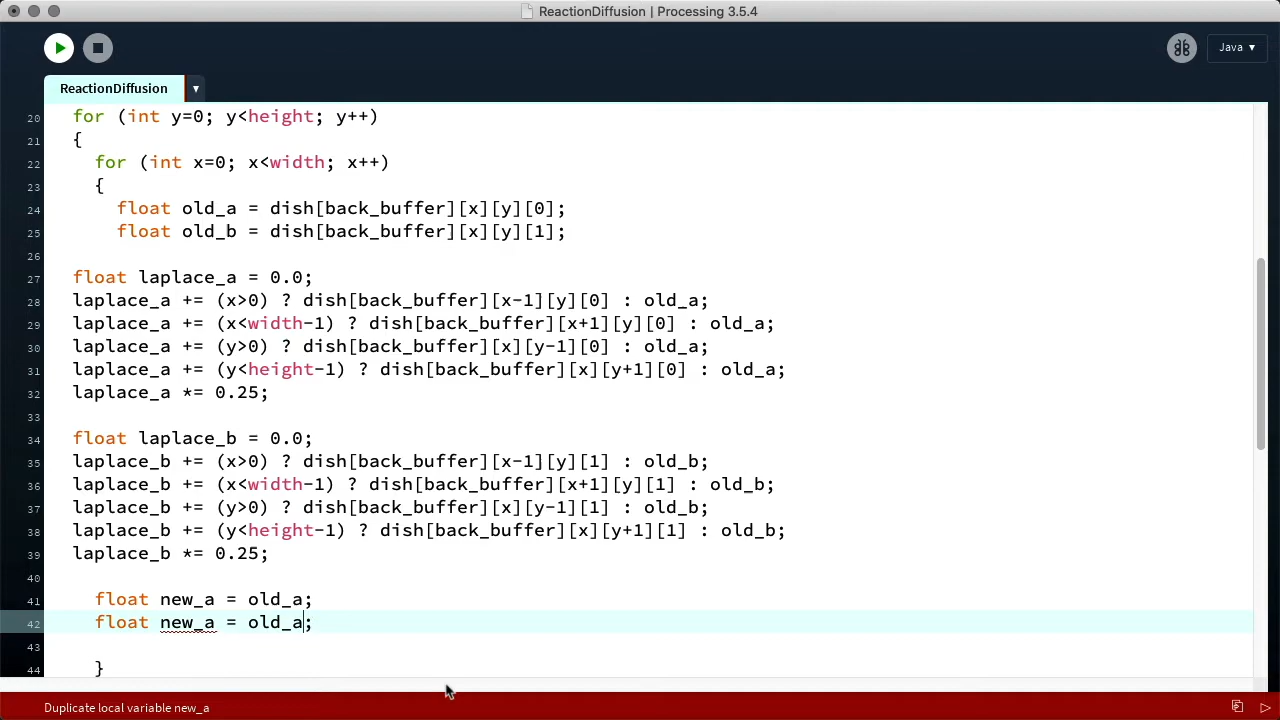 ReactionDiffusion | Processing 3.5.4
Java ▼
ReactionDiffusion ▼
20 for (int y=0; y<height; y++)
21 {
22 for (int x=0; x<width; x++)
23 {
24 float old_a = dish[back_buffer][x][y][0];
25 float old_b = dish[back_buffer][x][y][1];
26
27 float laplace_a = 0.0;
28 laplace_a += (x>0) ? dish[back_buffer][x-1][y][0] : old_a;
29 laplace_a += (x<width-1) ? dish[back_buffer][x+1][y][0] : old_a;
30 laplace_a += (y>0) ? dish[back_buffer][x][y-1][0] : old_a;
31 laplace_a += (y<height-1) ? dish[back_buffer][x][y+1][0] : old_a;
32 laplace_a *= 0.25;
33
34 float laplace_b = 0.0;
35 laplace_b += (x>0) ? dish[back_buffer][x-1][y][1] : old_b;
36 laplace_b += (x<width-1) ? dish[back_buffer][x+1][y][1] : old_b;
37 laplace_b += (y>0) ? dish[back_buffer][x][y-1][1] : old_b;
38 laplace_b += (y<height-1) ? dish[back_buffer][x][y+1][1] : old_b;
39 laplace_b *= 0.25;
40
41 float new_a = old_a;
42 float new_a = old_a;
43
44 }
Duplicate local variable new_a